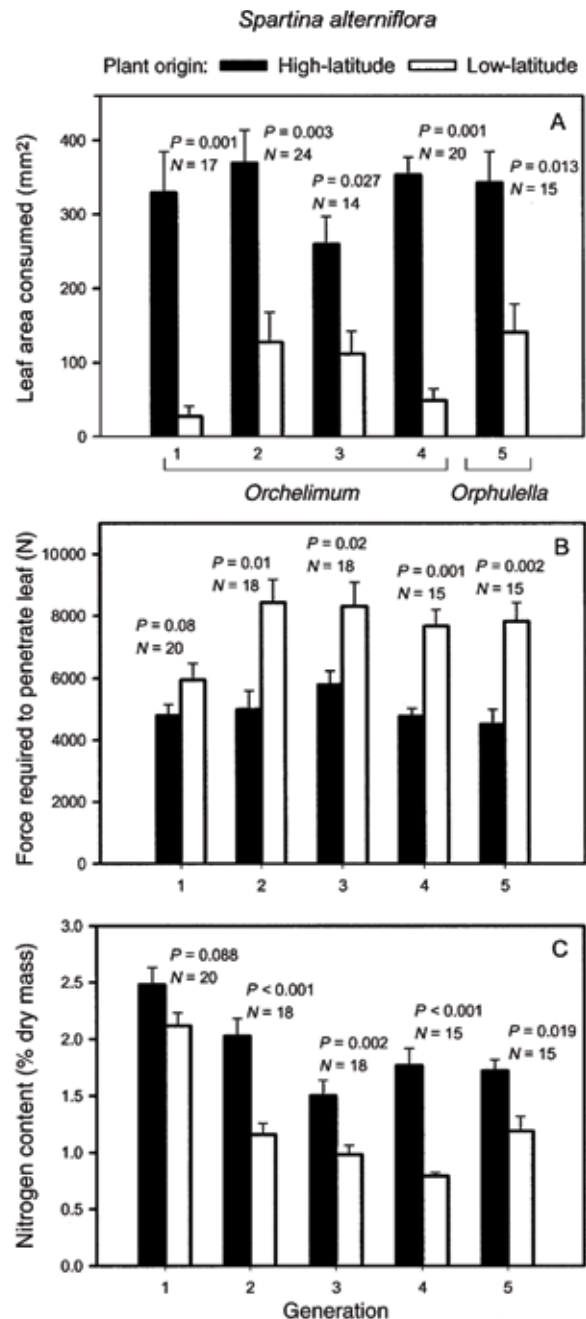 Spartina alterniflora
Plant origin: High-latitude Low-latitude
A
Leaf area consumed (mm²)
400
300
200
100
0
P = 0.001
N = 17
P = 0.003
N = 24
P = 0.027
N = 14
P = 0.001
N = 20
P = 0.013
N = 15
1 2 3 4 5
Orchelimum Orphulella
B
Force required to penetrate leaf (N)
10000
8000
6000
4000
2000
0
P = 0.08
N = 20
P = 0.01
N = 18
P = 0.02
N = 18
P = 0.001
N = 15
P = 0.002
N = 15
1 2 3 4 5
C
Nitrogen content (% dry mass)
3.0
2.5
2.0
1.5
1.0
0.5
0.0
P = 0.088
N = 20
P < 0.001
N = 18
P = 0.002
N = 18
P < 0.001
N = 15
P = 0.019
N = 15
1 2 3 4 5
Generation